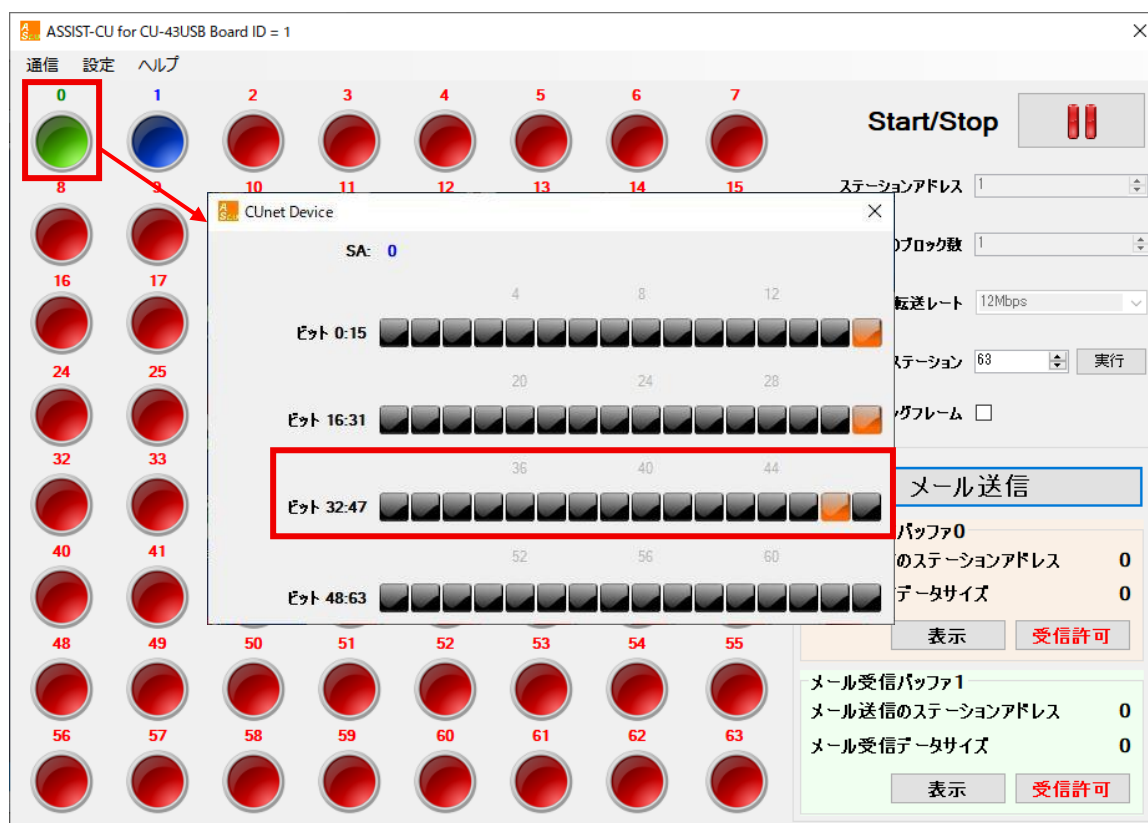 ASSIST-CU for CU-43USB Board ID = 1
通信 設定 ヘルプ
0 1 2 3 4 5 6 7
Start/Stop
8 9 10 11 12 13 14 15
ステーションアドレス 1
CUnet Device
SA: 0
のブロック数 1
16 17
4 8 12
転送レート 12Mbps
ビット 0:15
24 25
ステーション 63 実行
20 24 28
ビット 16:31
グフレーム
32 33
36 40 44
メール送信
ビット 32:47
バッファ0
40 41
52 56 60
のステーションアドレス 0
ビット 48:63
データサイズ 0
表示 受信許可
48 49 50 51 52 53 54 55
メール受信バッファ1
メール送信のステーションアドレス 0
56 57 58 59 60 61 62 63
メール受信データサイズ 0
表示 受信許可